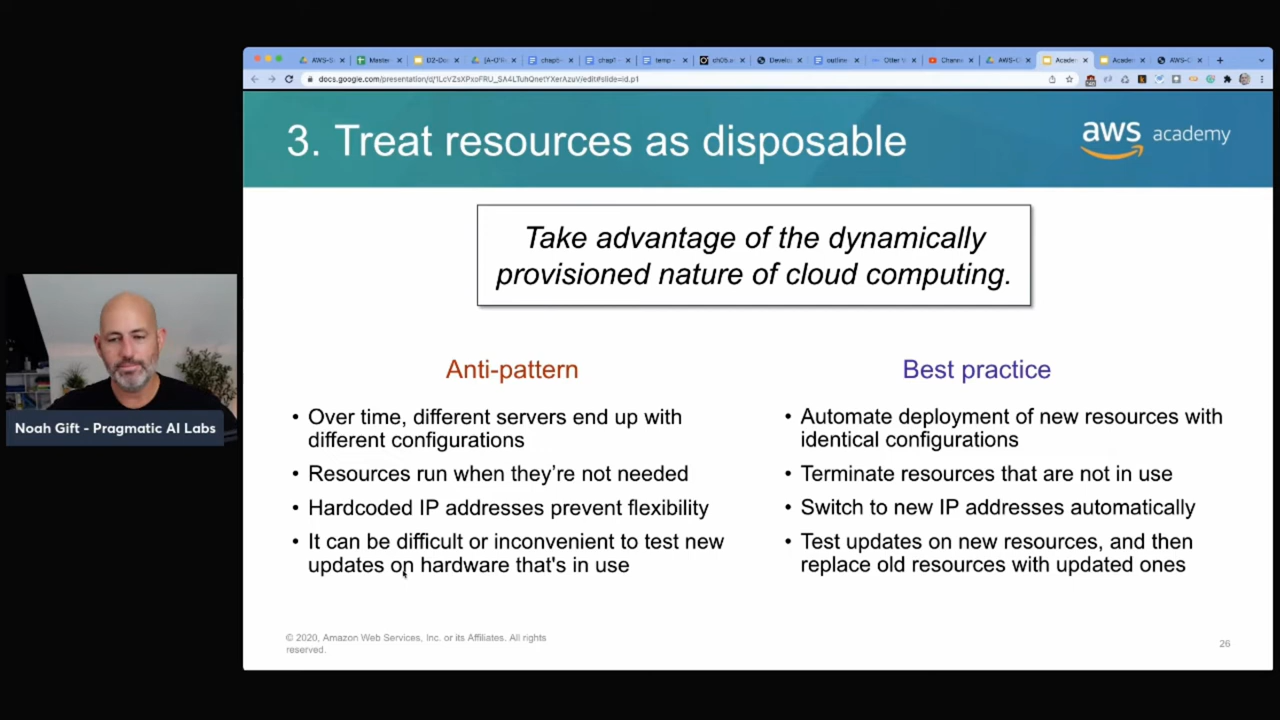 docs.google.com/presentation/d/1LcVZsXPxoFRU_SA4LTuhQnetYXerAzuV/edit#slide=id.p1
3. Treat resources as disposable
aws academy
Take advantage of the dynamically
provisioned nature of cloud computing.
Anti-pattern
• Over time, different servers end up with
different configurations
• Resources run when they’re not needed
• Hardcoded IP addresses prevent flexibility
• It can be difficult or inconvenient to test new
updates on hardware that's in use
Best practice
• Automate deployment of new resources with
identical configurations
• Terminate resources that are not in use
• Switch to new IP addresses automatically
• Test updates on new resources, and then
replace old resources with updated ones
Noah Gift - Pragmatic AI Labs
© 2020, Amazon Web Services, Inc. or its Affiliates. All rights
reserved.
26